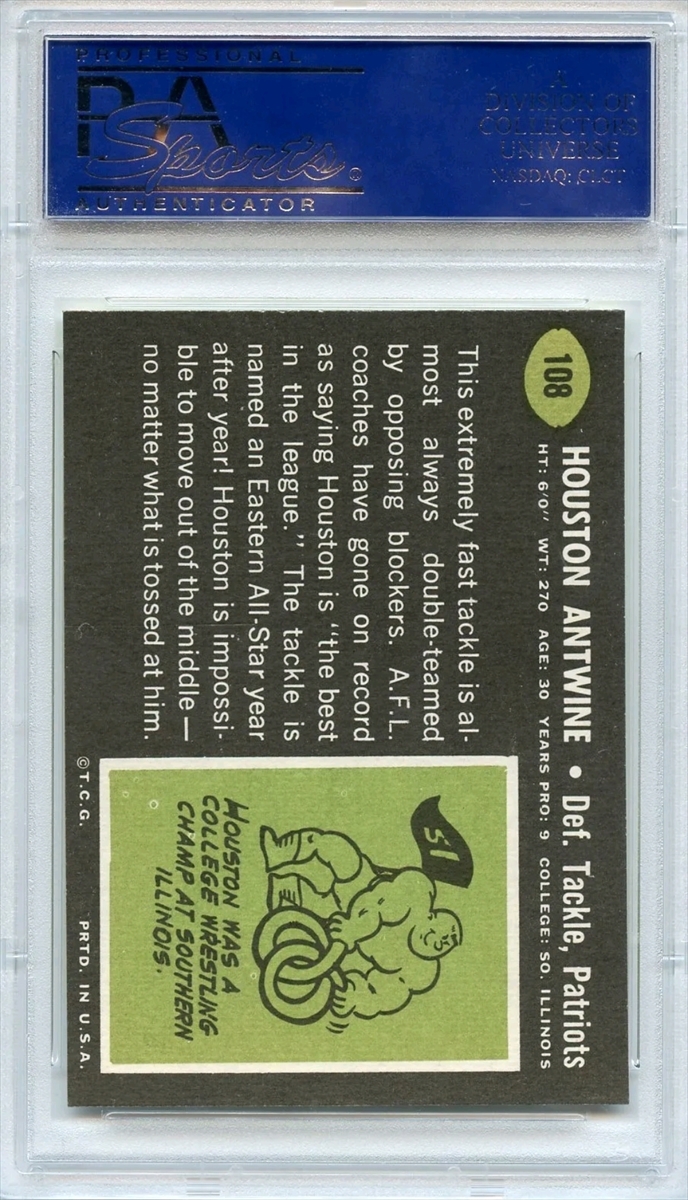 PROFESSIONAL
PSA
Sports®
AUTHENTICATOR
A
DIVISION OF
COLLECTORS
UNIVERSE
NASDAQ: CLCT
108
HOUSTON ANTWINE • Def. Tackle, Patriots
HT: 6'0" WT: 270 AGE: 30 YEARS PRO: 9 COLLEGE: SO. ILLINOIS
This extremely fast tackle is al-
most always double-teamed
by opposing blockers. A.F.L.
coaches have gone on record
as saying Houston is "the best
in the league." The tackle is
named an Eastern All-Star year
after year! Houston is impossi-
ble to move out of the middle—
no matter what is tossed at him.
SI
HOUSTON WAS A
COLLEGE WRESTLING
CHAMP AT SOUTHERN
ILLINOIS.
©T.C.G. PRTD. IN U.S.A.